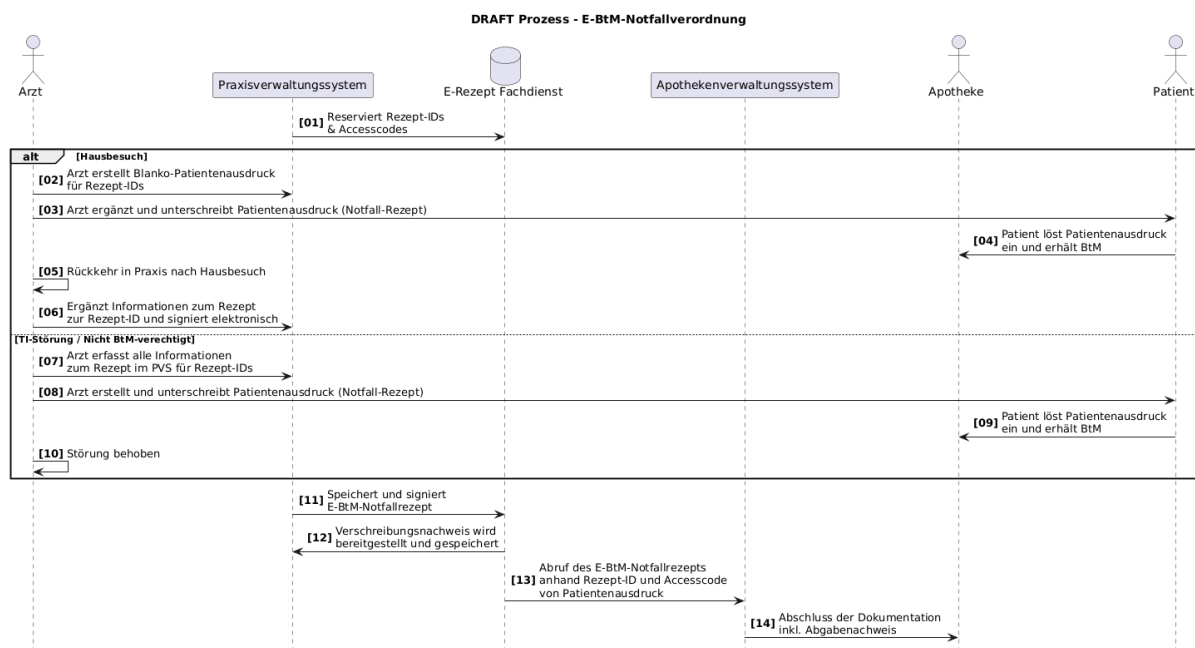 DRAFT Prozess - E-BtM-Notfallverordnung
Arzt
Praxisverwaltungssystem
E-Rezept Fachdienst
Apothekenverwaltungssystem
Apotheke
Patient
[01] Reserviert Rezept-IDs
& Accesscodes
alt [Hausbesuch]
[02] Arzt erstellt Blanko-Patientenausdruck
für Rezept-IDs
[03] Arzt ergänzt und unterschreibt Patientenausdruck (Notfall-Rezept)
[04] Patient löst Patientenausdruck
ein und erhält BtM
[05] Rückkehr in Praxis nach Hausbesuch
[06] Ergänzt Informationen zum Rezept
zur Rezept-ID und signiert elektronisch
[TI-Störung / Nicht BtM-verechtigt]
[07] Arzt erfasst alle Informationen
zum Rezept im PVS für Rezept-IDs
[08] Arzt erstellt und unterschreibt Patientenausdruck (Notfall-Rezept)
[09] Patient löst Patientenausdruck
ein und erhält BtM
[10] Störung behoben
[11] Speichert und signiert
E-BtM-Notfallrezept
[12] Verschreibungsnachweis wird
bereitgestellt und gespeichert
[13] Abruf des E-BtM-Notfallrezepts
anhand Rezept-ID und Accesscode
von Patientenausdruck
[14] Abschluss der Dokumentation
inkl. Abgabenachweis